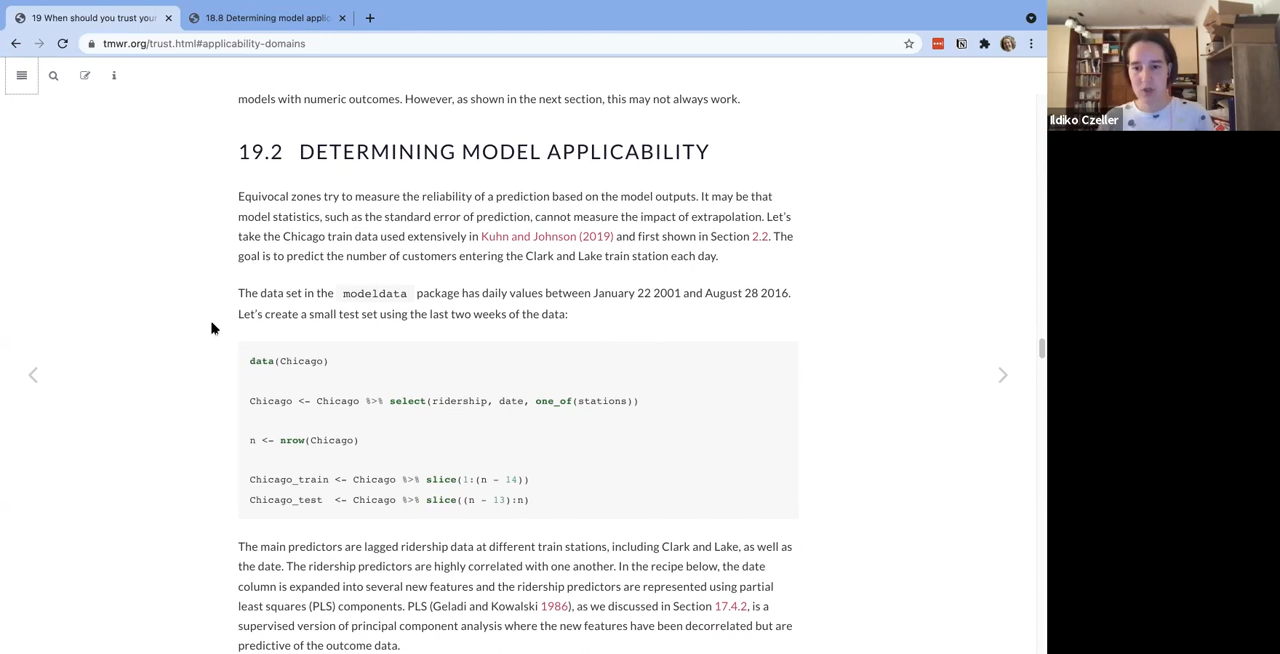 19 When should you trust your
18.8 Determining model applic
tmwr.org/trust.html#applicability-domains
models with numeric outcomes. However, as shown in the next section, this may not always work.
19.2 DETERMINING MODEL APPLICABILITY
Equivocal zones try to measure the reliability of a prediction based on the model outputs. It may be that
model statistics, such as the standard error of prediction, cannot measure the impact of extrapolation. Let's
take the Chicago train data used extensively in Kuhn and Johnson (2019) and first shown in Section 2.2. The
goal is to predict the number of customers entering the Clark and Lake train station each day.
The data set in the modeldata package has daily values between January 22 2001 and August 28 2016.
Let's create a small test set using the last two weeks of the data:
data(Chicago)
Chicago <- Chicago %>% select(ridership, date, one_of(stations))
n <- nrow(Chicago)
Chicago_train <- Chicago %>% slice(1:(n - 14))
Chicago_test  <- Chicago %>% slice((n - 13):n)
The main predictors are lagged ridership data at different train stations, including Clark and Lake, as well as
the date. The ridership predictors are highly correlated with one another. In the recipe below, the date
column is expanded into several new features and the ridership predictors are represented using partial
least squares (PLS) components. PLS (Geladi and Kowalski 1986), as we discussed in Section 17.4.2, is a
supervised version of principal component analysis where the new features have been decorrelated but are
predictive of the outcome data.
Ildiko Czeller